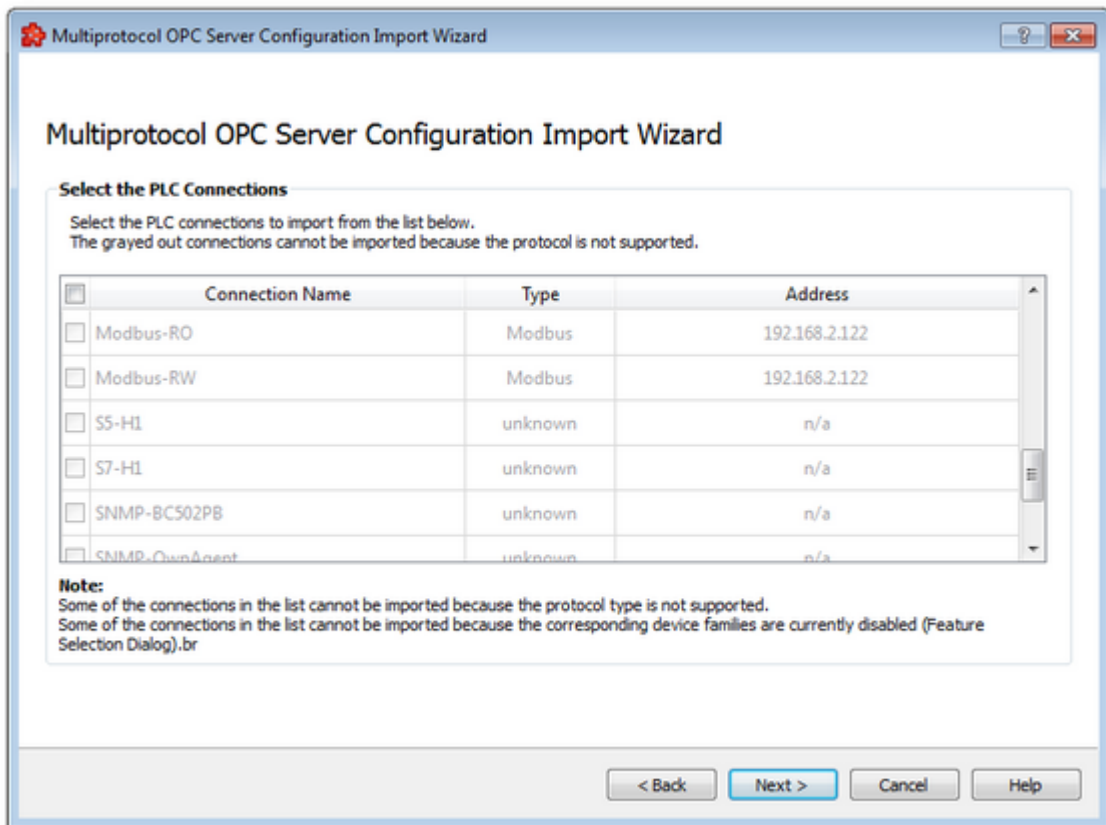 Multiprotocol OPC Server Configuration Import Wizard
Multiprotocol OPC Server Configuration Import Wizard
Select the PLC Connections
Select the PLC connections to import from the list below.
The grayed out connections cannot be imported because the protocol is not supported.
Connection Name Type Address
Modbus-RO Modbus 192.168.2.122
Modbus-RW Modbus 192.168.2.122
S5-H1 unknown n/a
S7-H1 unknown n/a
SNMP-BC502PB unknown n/a
SNMP-OwnAgent unknown n/a
Note:
Some of the connections in the list cannot be imported because the protocol type is not supported.
Some of the connections in the list cannot be imported because the corresponding device families are currently disabled (Feature
Selection Dialog).br
< Back Next > Cancel Help